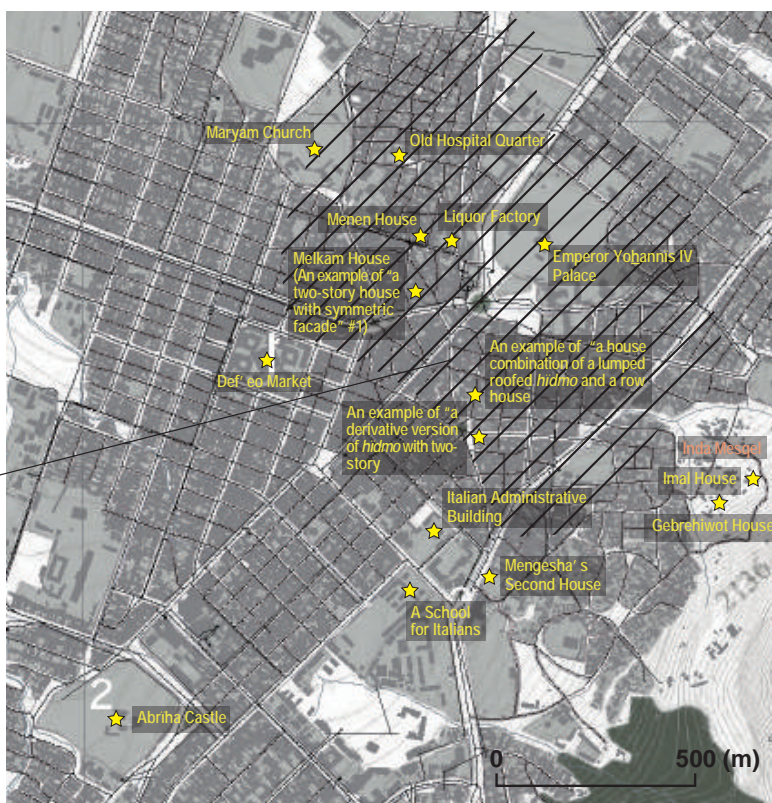 Maryam Church
Old Hospital Quarter
Menen House
Liquor Factory
Emperor Yohannis IV
Palace
Melkam House
(An example of “a
two-story house
with symmetric
facade” #1)
An example of “a house
combination of a lumped
roofed hidmo and a row
house
Def’ eo Market
An example of “a
derivative version
of hidmo with two-
story
Inda Mesqel
Imal House
Gebrehiwot House
Italian Administrative
Building
Mengesha’ s
Second House
A School
for Italians
2136
2
Abriha Castle
0 500 (m)